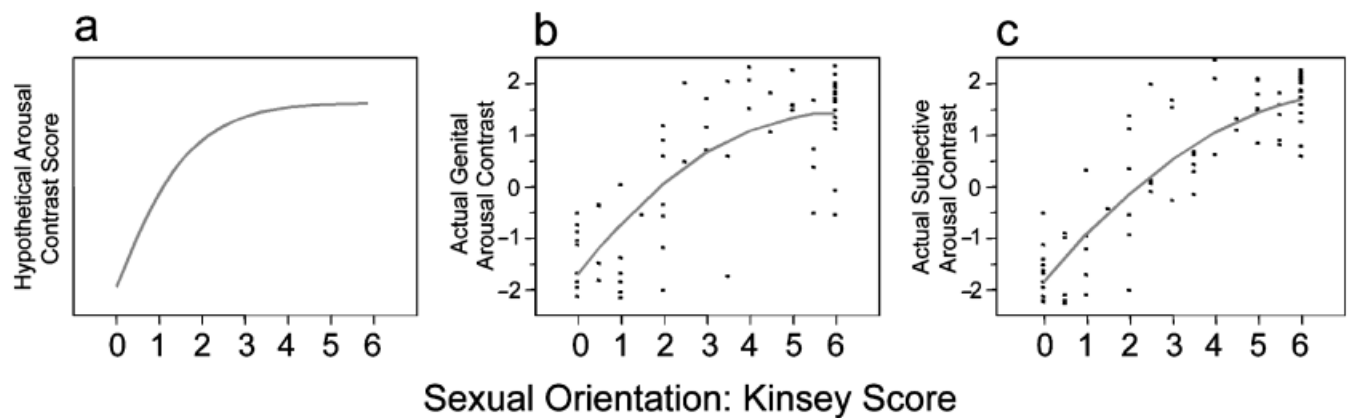 a
Hypothetical Arousal
Contrast Score
0 1 2 3 4 5 6
b
Actual Genital
Arousal Contrast
2
1
0
−1
−2
0 1 2 3 4 5 6
c
Actual Subjective
Arousal Contrast
2
1
0
−1
−2
0 1 2 3 4 5 6
Sexual Orientation: Kinsey Score